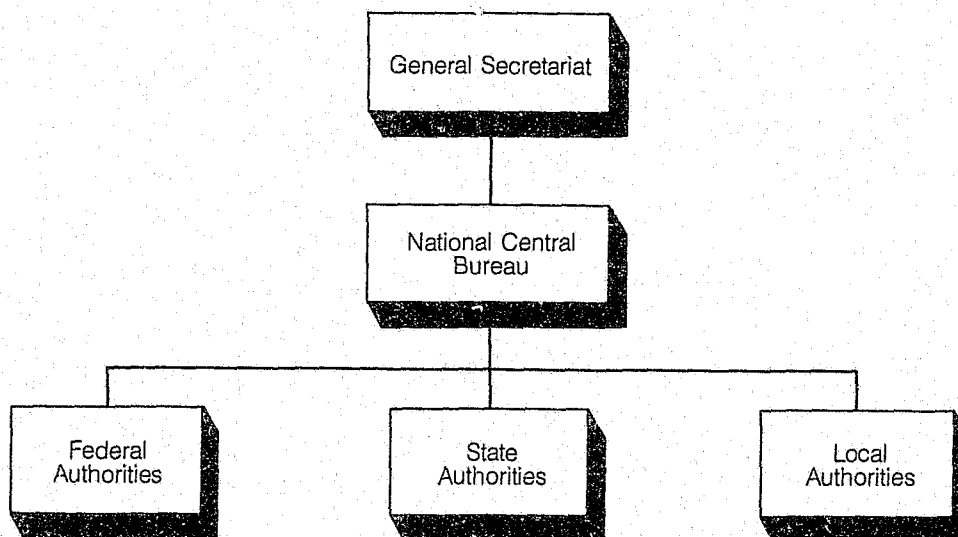 General Secretariat
National Central
Bureau
Federal
Authorities
State
Authorities
Local
Authorities